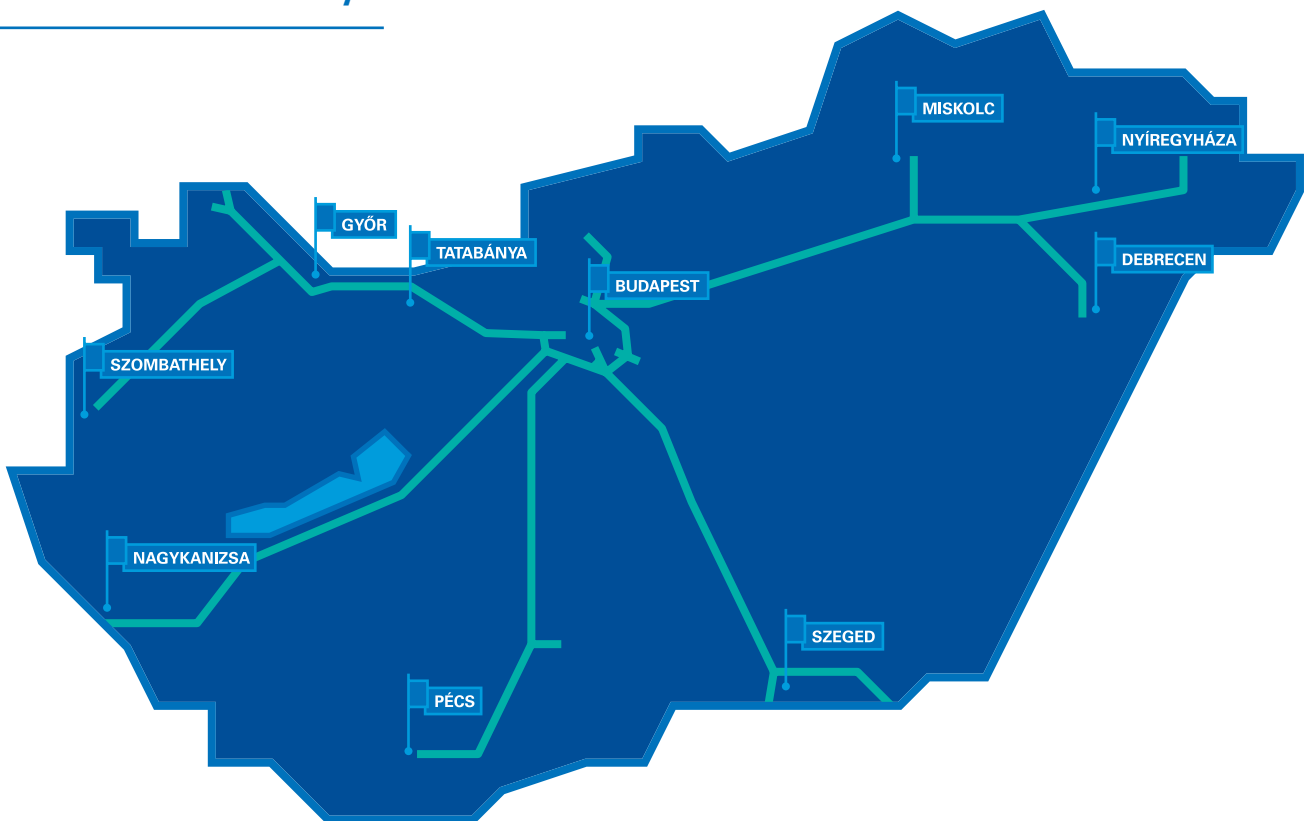 MISKOLC
NYÍREGYHÁZA
GYŐR
TATABÁNYA
DEBRECEN
BUDAPEST
SZOMBATHELY
NAGYKANIZSA
SZEGED
PÉCS